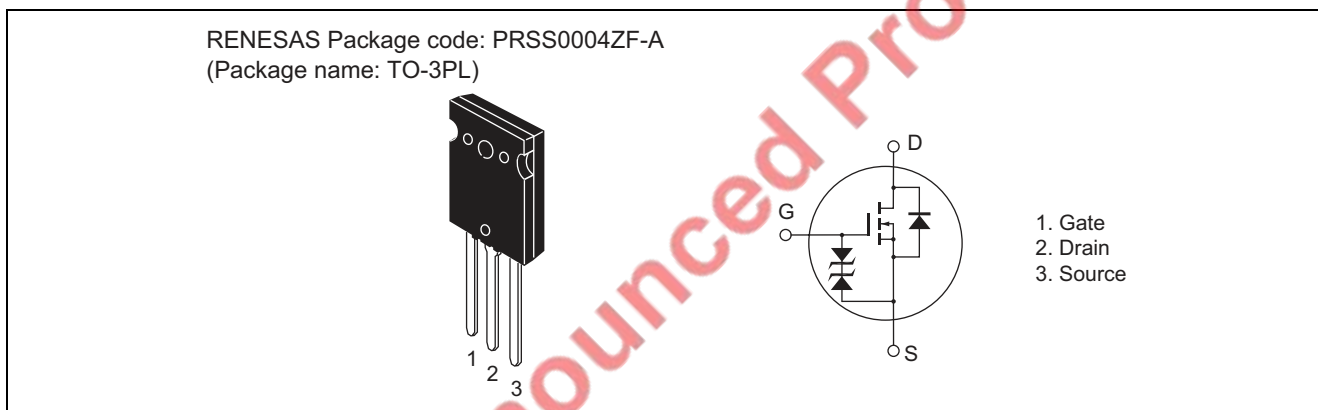 RENESAS Package code: PRSS0004ZF-A
(Package name: TO-3PL)
D
G
S
1. Gate
2. Drain
3. Source
1
2
3